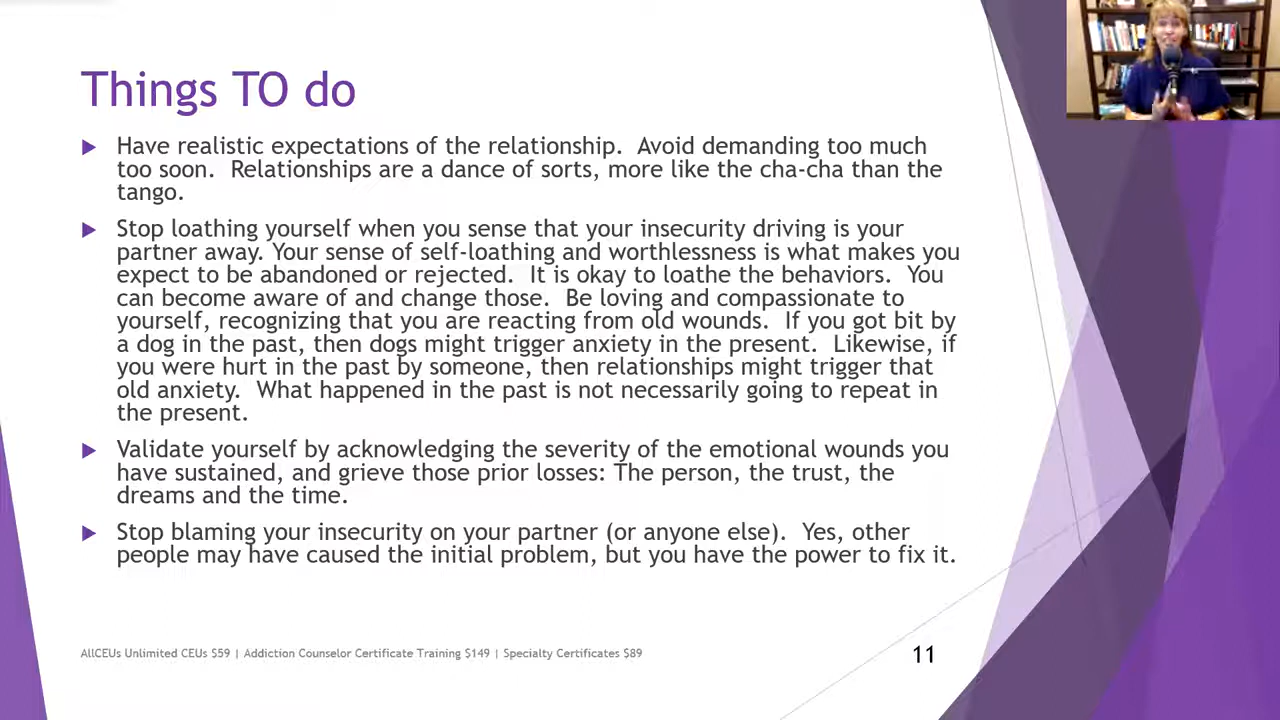 Things TO do
Have realistic expectations of the relationship.  Avoid demanding too much
too soon.  Relationships are a dance of sorts, more like the cha-cha than the
tango.
Stop loathing yourself when you sense that your insecurity driving is your
partner away. Your sense of self-loathing and worthlessness is what makes you
expect to be abandoned or rejected.  It is okay to loathe the behaviors.  You
can become aware of and change those.  Be loving and compassionate to
yourself, recognizing that you are reacting from old wounds.  If you got bit by
a dog in the past, then dogs might trigger anxiety in the present.  Likewise, if
you were hurt in the past by someone, then relationships might trigger that
old anxiety.  What happened in the past is not necessarily going to repeat in
the present.
Validate yourself by acknowledging the severity of the emotional wounds you
have sustained, and grieve those prior losses: The person, the trust, the
dreams and the time.
Stop blaming your insecurity on your partner (or anyone else).  Yes, other
people may have caused the initial problem, but you have the power to fix it.
AllCEUs Unlimited CEUs $59 | Addiction Counselor Certificate Training $149 | Specialty Certificates $89
11